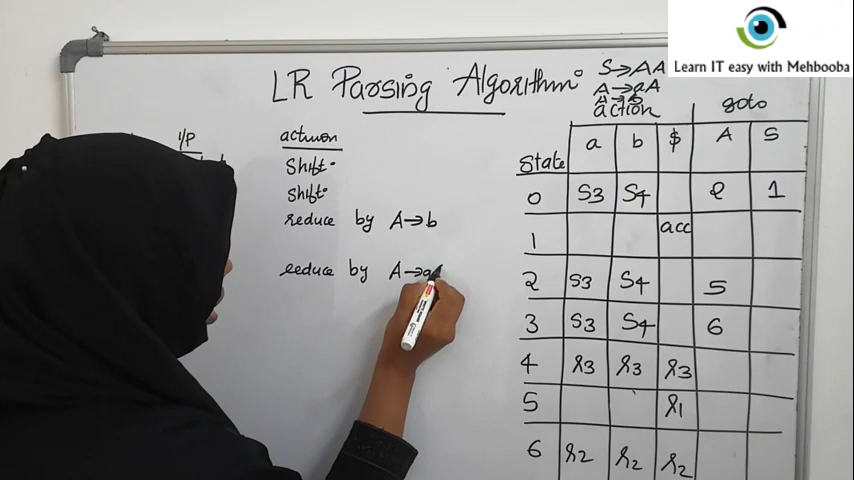 Learn IT easy with Mehbooba
LR Parsing Algorithm
S→AA
A→aA
A→b
I/P action
Shift
Shift
reduce by A→b
reduce by A→a
action goto
State a b $ A S
0 S3 S4 2 1
1 acc
2 S3 S4 5
3 S3 S4 6
4 r3 r3 r3
5 r1
6 r2 r2 r2